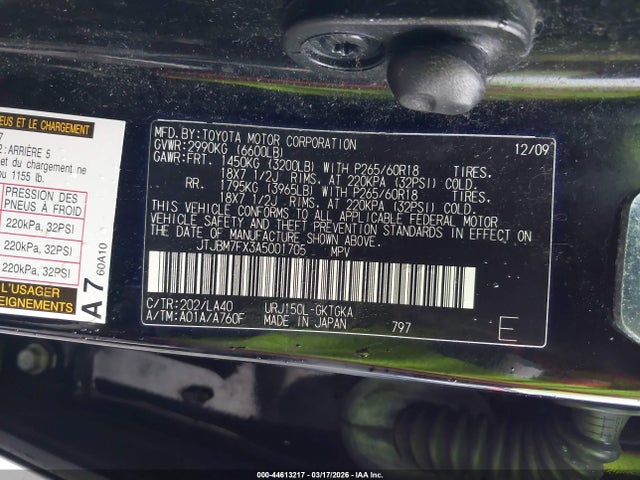 PNEUS ET LE CHARGEMENT
7
2: ARRIÈRE 5
et du chargement ne
ou 1155 lb.
PRESSION DES
PNEUS À FROID
220kPa, 32PSI
220kPa, 32PSI
220kPa, 32PSI
L'USAGER
SEIGNEMENTS
A7 60A10
MFD.BY:TOYOTA MOTOR CORPORATION 12/09
GVWR:2990KG (6600LB)
GAWR:FRT. 1450KG (3200LB) WITH P265/60R18 TIRES.
18X7 1/2J RIMS, AT 220KPA (32PSI) COLD.
RR. 1795KG (3965LB) WITH P265/60R18 TIRES.
18X7 1/2J RIMS, AT 220KPA (32PSI) COLD.
THIS VEHICLE CONFORMS TO ALL APPLICABLE FEDERAL MOTOR
VEHICLE SAFETY AND THEFT PREVENTION STANDARDS IN EFFECT ON
THE DATE OF MANUFACTURE SHOWN ABOVE.
JTJBM7FX3A5001705 MPV
C/TR:202/LA40 URJ150L-GKTGKA
A/TM:A01A/A760F MADE IN JAPAN 797 E
000-44613217 - 03/17/2026 - IAA Inc.